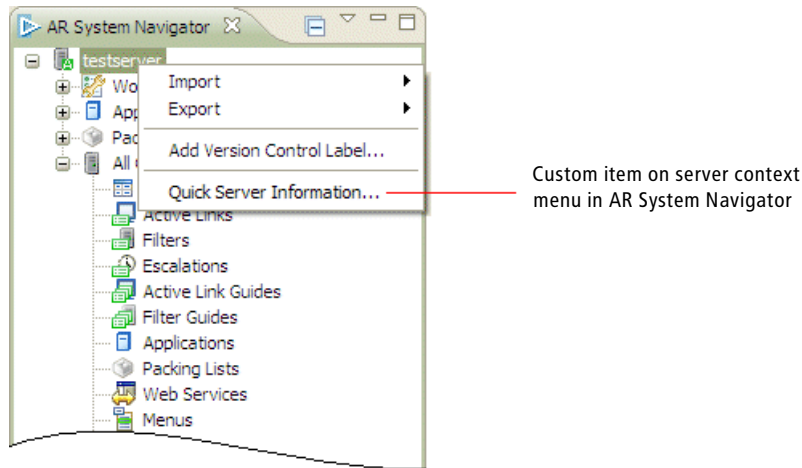 AR System Navigator
testserver
Import
Export
Add Version Control Label...
Quick Server Information...
Wo
App
Pac
All
Active Links
Filters
Escalations
Active Link Guides
Filter Guides
Applications
Packing Lists
Web Services
Menus
Custom item on server context
menu in AR System Navigator